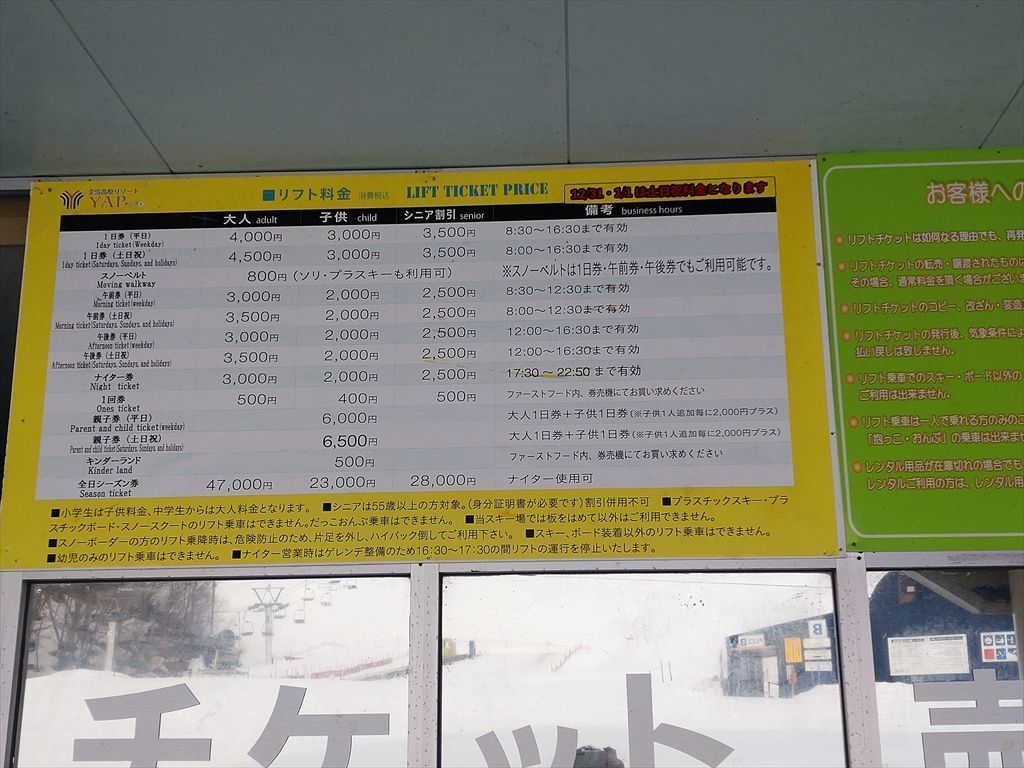 余呉高原リゾート
YAP
■リフト料金 消費税込 LIFT TICKET PRICE 12/31・1/1 は土日祝料金となります
大人 adult 子供 child シニア割引 senior 備考 business hours
1日券 (平日) 4,000円 3,000円 3,500円 8:30~16:30まで有効
1day ticket (Weekday)
1日券 (土日祝) 4,500円 3,000円 3,500円 8:00~16:30まで有効
1day ticket (Saturdays, Sundays, and holidays)
スノーベルト 800円 (ソリ・プラスキーも利用可) ※スノーベルトは1日券・午前券・午後券でもご利用可能です。
Moving walkway
午前券 (平日) 3,000円 2,000円 2,500円 8:30~12:30まで有効
Morning ticket (weekday)
午前券 (土日祝) 3,500円 2,000円 2,500円 8:00~12:30まで有効
Morning ticket (Saturdays, Sundays, and holidays)
午後券 (平日) 3,000円 2,000円 2,500円 12:00~16:30まで有効
Afternoon ticket (weekday)
午後券 (土日祝) 3,500円 2,000円 2,500円 12:00~16:30まで有効
Afternoon ticket (Saturdays, Sundays, and holidays)
ナイター券 3,000円 2,000円 2,500円 17:30~22:50まで有効
Night ticket
1回券 500円 400円 500円 ファーストフード内、券売機にてお買い求めください
Ones ticket
親子券 (平日) 6,000円 大人1日券+子供1日券 (※子供1人追加毎に2,000円プラス)
Parent and child ticket (weekday)
親子券 (土日祝) 6,500円 大人1日券+子供1日券 (※子供1人追加毎に2,000円プラス)
Parent and child ticket (Saturdays, Sundays, and holidays)
キンダーランド 500円 ファーストフード内、券売機にてお買い求めください
Kinder land
全日シーズン券 47,000円 23,000円 28,000円 ナイター使用可
Season ticket
■小学生は子供料金、中学生からは大人料金となります。 ■シニアは55歳以上の方対象。(身分証明書が必要です)割引併用不可 ■プラスチックスキー・プラ
スチックボード・スノースクートのリフト乗車はできません。だっこおんぶ乗車はできません。 ■当スキー場では板をはめて以外はご利用できません。
■スノーボーダーの方のリフト乗降時は、危険防止のため、片足を外し、ハイバック倒してご利用下さい。 ■スキー、ボード装着以外のリフト乗車はできません。
■幼児のみのリフト乗車はできません。 ■ナイター営業時はゲレンデ整備のため16:30~17:30の間リフトの運行を停止いたします。
お客様への
リフトチケットは如何なる理由でも、再発
リフトチケットの転売・譲渡されたものは
その場合、通常料金を頂く場合がござい
リフトチケットのコピー、改ざん・変造
リフトチケットの発行後、気象条件によ
払い戻しは致しません。
リフト乗車でのスキー・ボード以外の
ご利用は出来ません。
リフト乗車は一人で乗れる方のみのご
「抱っこ・おんぶ」の乗車は出来ませ
レンタル用品が在庫切れの場合でも
レンタルご利用の方は、レンタル用
チケット売